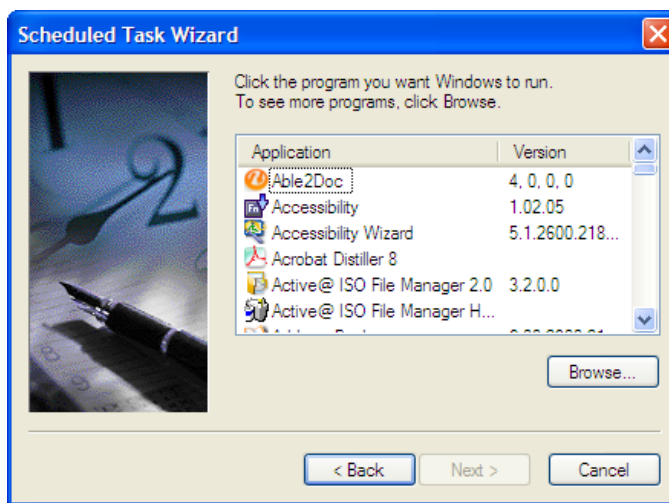 Scheduled Task Wizard
Click the program you want Windows to run.
To see more programs, click Browse.
Application Version
Able2Doc 4, 0, 0, 0
Accessibility 1.02.05
Accessibility Wizard 5.1.2600.218...
Acrobat Distiller 8
Active@ ISO File Manager 2.0 3.2.0.0
Active@ ISO File Manager H...
Browse...
< Back Next > Cancel